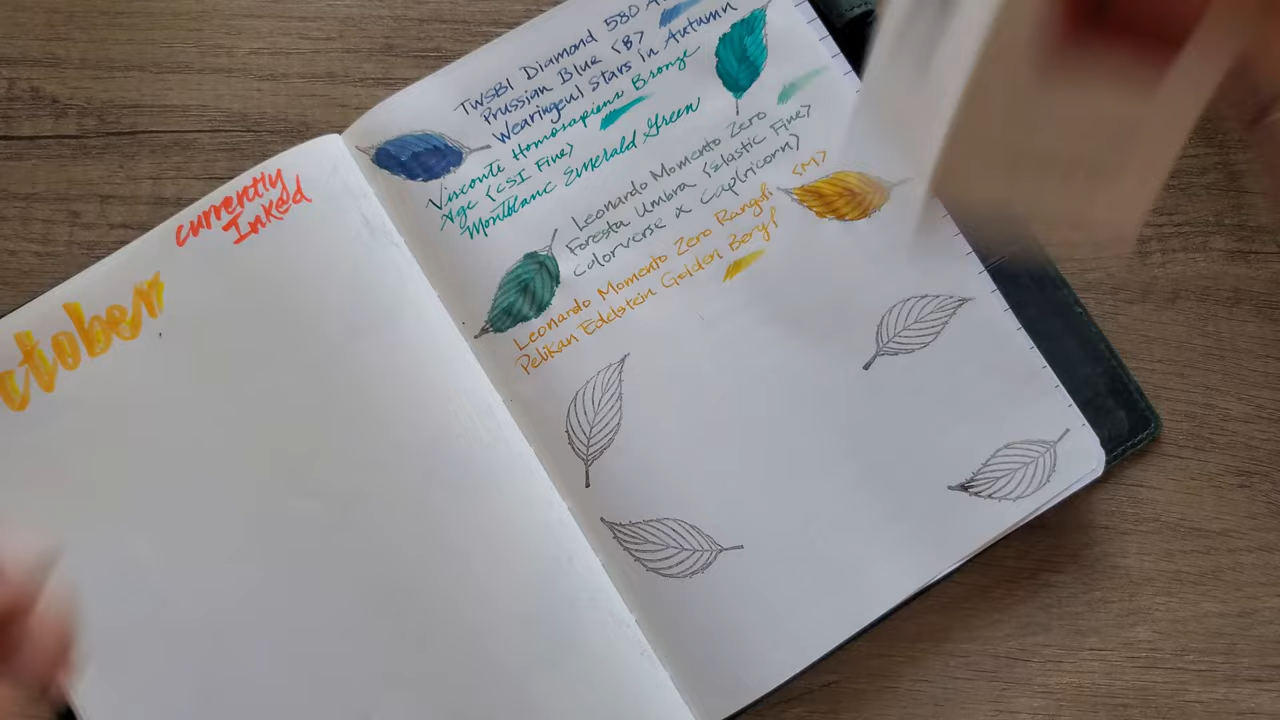 currently
Inked
TWSBI Diamond 580
Prussian Blue <B>
Wearingeul Stars in Autumn
Visconti Homosapiens Bronze
Age {CSI Fine}
Montblanc Emerald Green
Leonardo Momento Zero
Foresta Umbra {Elastic Fine}
Colorverse α Cap(ricorn)
Leonardo Momento Zero Rangoli <M>
Pelikan Edelstein Golden Beryl